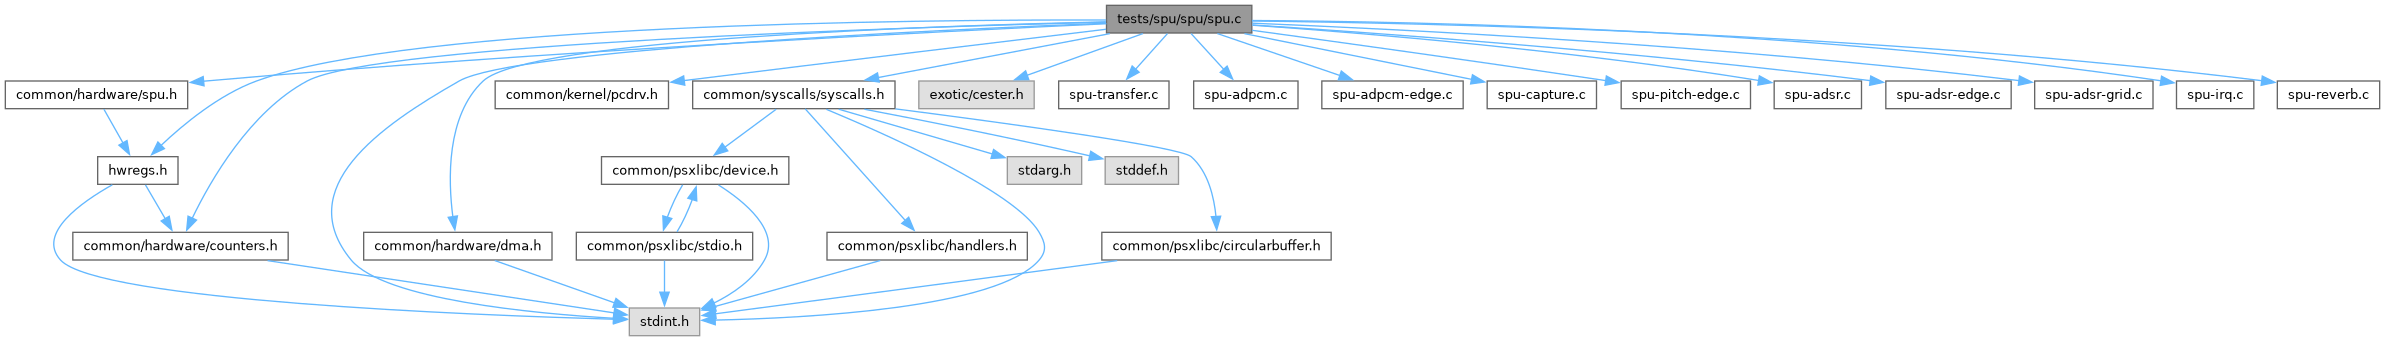 tests/spu/spu/spu.c
common/hardware/spu.h
common/kernel/pcdrv.h
common/syscalls/syscalls.h
exotic/cester.h
spu-transfer.c
spu-adpcm.c
spu-adpcm-edge.c
spu-capture.c
spu-pitch-edge.c
spu-adsr.c
spu-adsr-edge.c
spu-adsr-grid.c
spu-irq.c
spu-reverb.c
hwregs.h
common/psxlibc/device.h
stdarg.h
stddef.h
common/hardware/counters.h
common/hardware/dma.h
common/psxlibc/stdio.h
common/psxlibc/handlers.h
common/psxlibc/circularbuffer.h
stdint.h